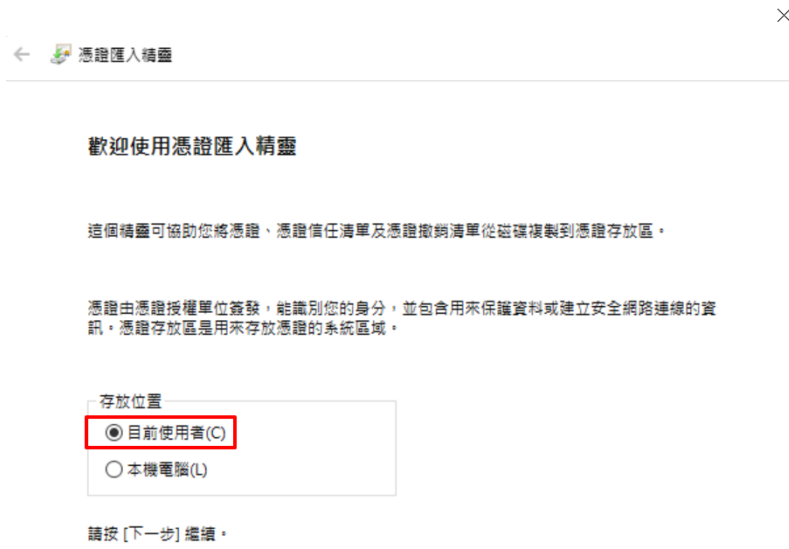 憑證匯入精靈
歡迎使用憑證匯入精靈
這個精靈可協助您將憑證、憑證信任清單及憑證撤銷清單從磁碟複製到憑證存放區。
憑證由憑證授權單位簽發，能識別您的身分，並包含用來保護資料或建立安全網路連線的資
訊。憑證存放區是用來存放憑證的系統區域。
存放位置
目前使用者(C)
本機電腦(L)
請按 [下一步] 繼續。